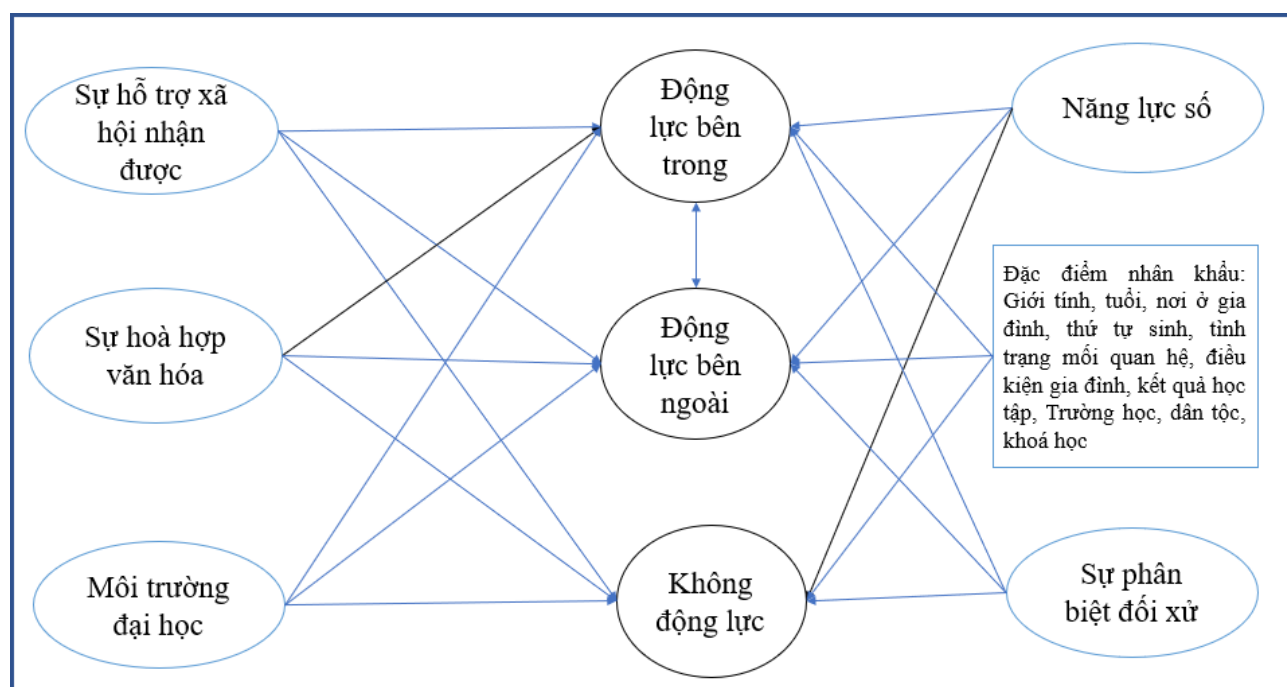 Sự hỗ trợ xã
hội nhận
được
Động
lực bên
trong
Năng lực số
Sự hoà hợp
văn hóa
Động
lực bên
ngoài
Đặc điểm nhân khẩu:
Giới tính, tuổi, nơi ở gia
đình, thứ tự sinh, tình
trạng mối quan hệ, điều
kiện gia đình, kết quả học
tập, Trường học, dân tộc,
khoá học
Môi trường
đại học
Không
động lực
Sự phân
biệt đối xử